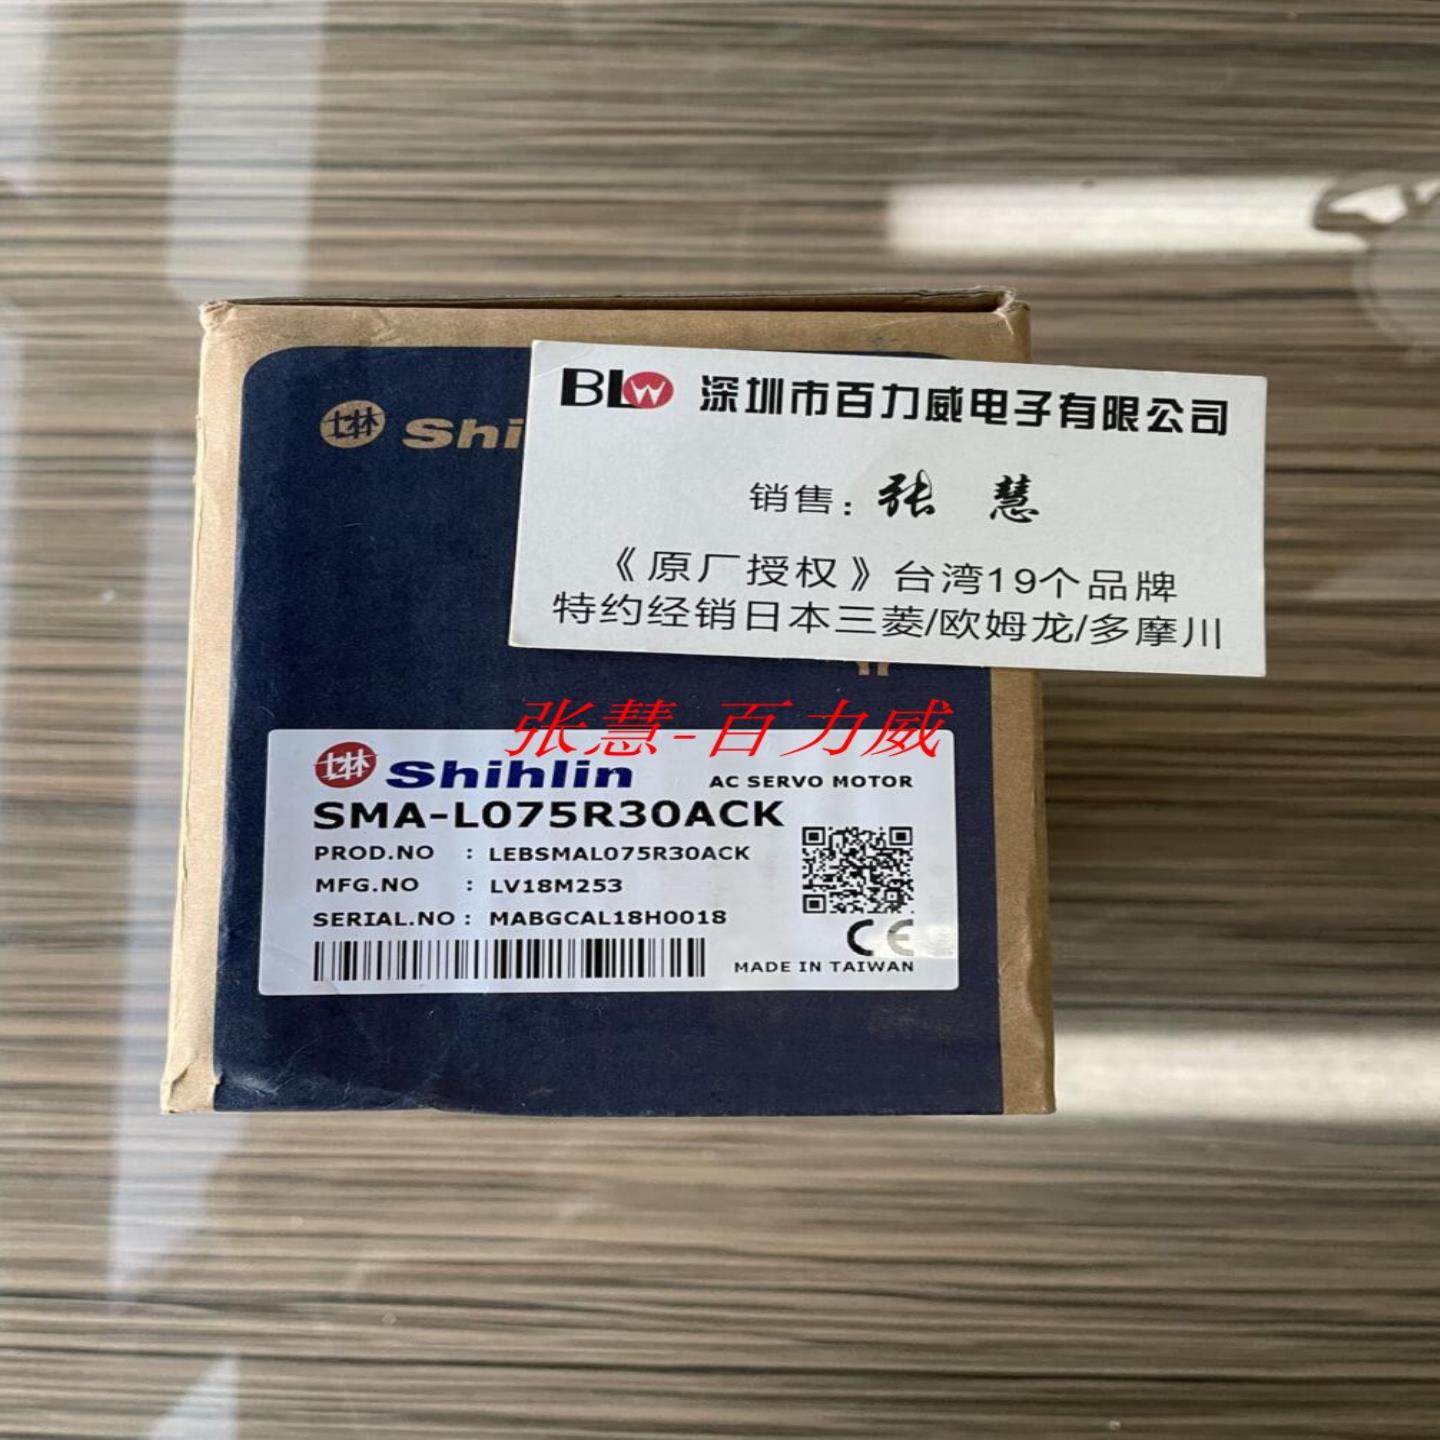 士林 Shi
BLW 深圳市百力威电子有限公司
销售：张 慧
《原厂授权》台湾19个品牌
特约经销日本三菱/欧姆龙/多摩川
张慧-百力威
士林 Shihlin AC SERVO MOTOR
SMA-L075R30ACK
PROD.NO : LEBSMAL075R30ACK
MFG.NO : LV18M253
SERIAL.NO : MABGCAL18H0018
CE
MADE IN TAIWAN